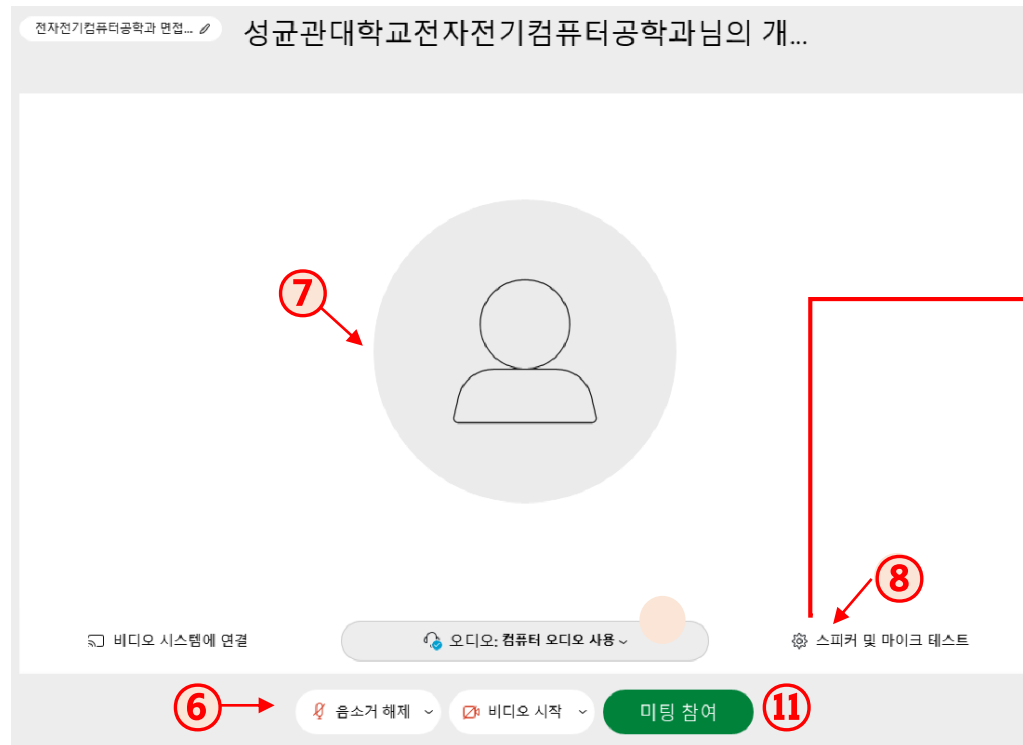 전자전기컴퓨터공학과 면접...
성균관대학교전자전기컴퓨터공학과님의 개...
7
8
비디오 시스템에 연결
오디오: 컴퓨터 오디오 사용
스피커 및 마이크 테스트
6
음소거 해제
비디오 시작
미팅 참여
11